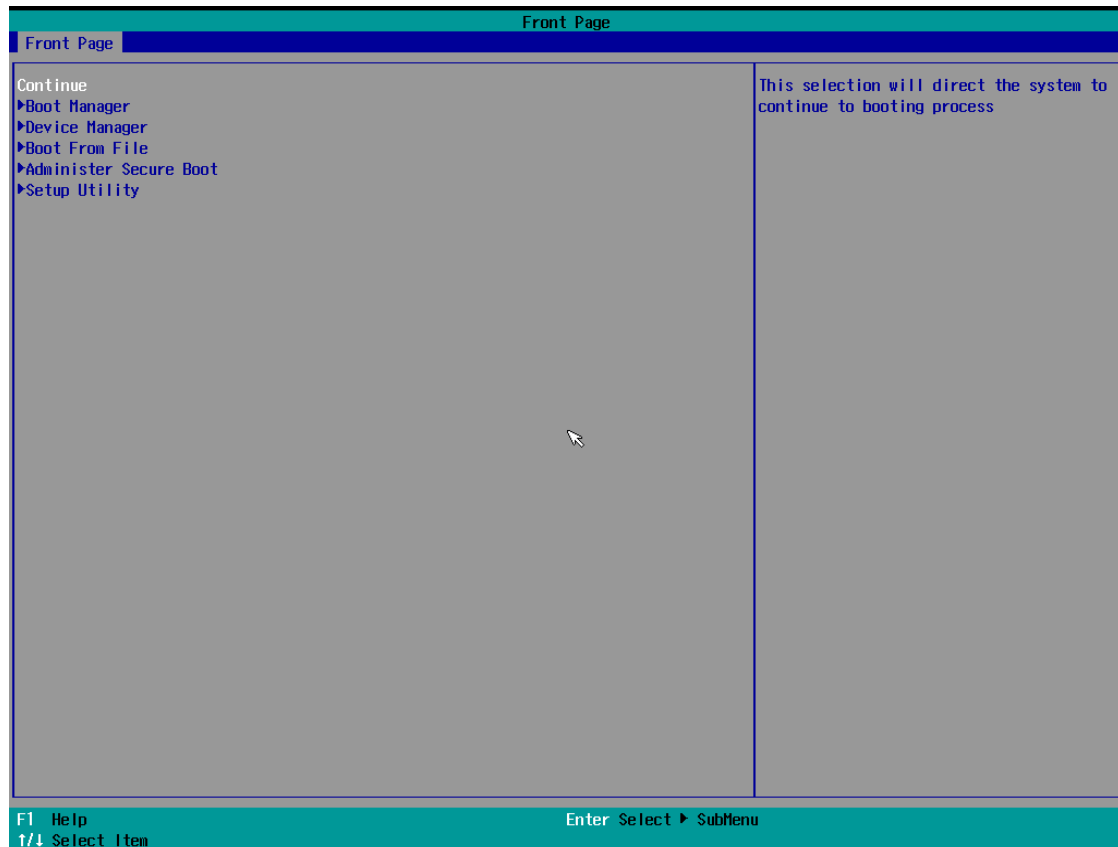 Front Page
Front Page
Continue
▶Boot Manager
▶Device Manager
▶Boot From File
▶Administer Secure Boot
▶Setup Utility
This selection will direct the system to
continue to booting process
F1 Help
Enter Select ▶ SubMenu
↑/↓ Select Item